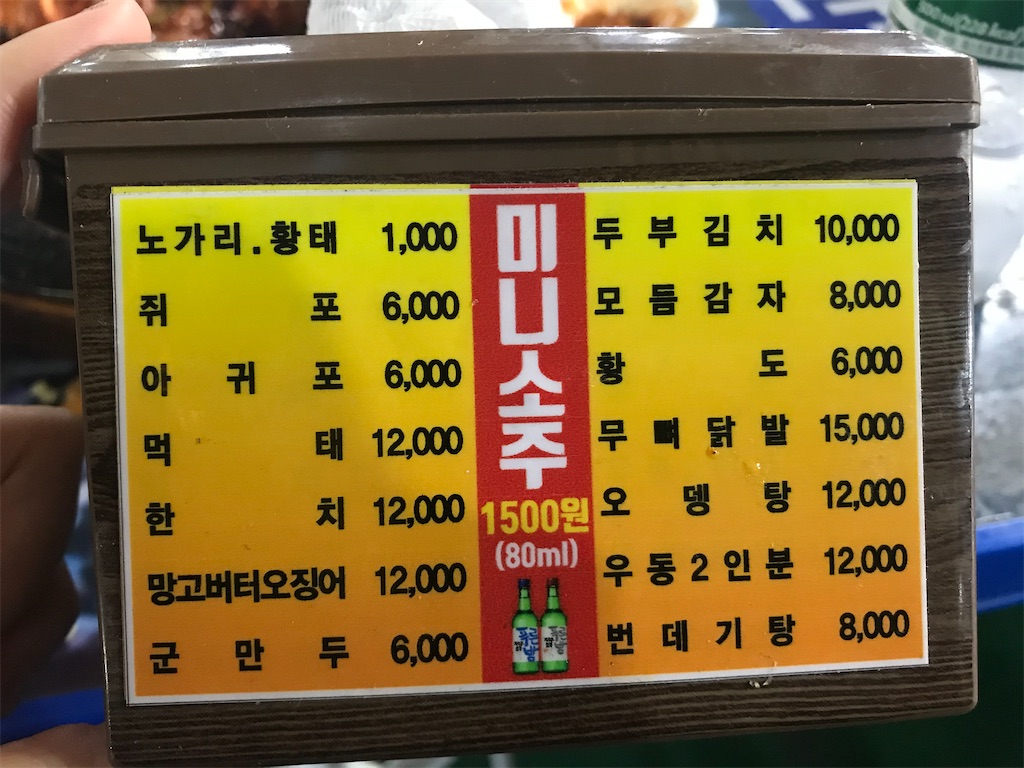 노가리.황태 1,000
쥐포 6,000
아귀포 6,000
먹태 12,000
한치 12,000
망고버터오징어 12,000
군만두 6,000
미니소주
1500원
(80ml)
두부김치 10,000
모듬감자 8,000
황도 6,000
무뼈닭발 15,000
오뎅탕 12,000
우동2인분 12,000
번데기탕 8,000